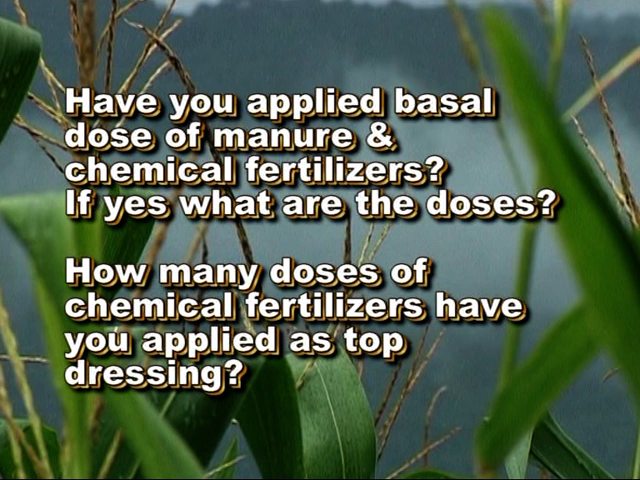 Have you applied basal
dose of manure &
chemical fertilizers?
If yes what are the doses?
How many doses of
chemical fertilizers have
you applied as top
dressing?